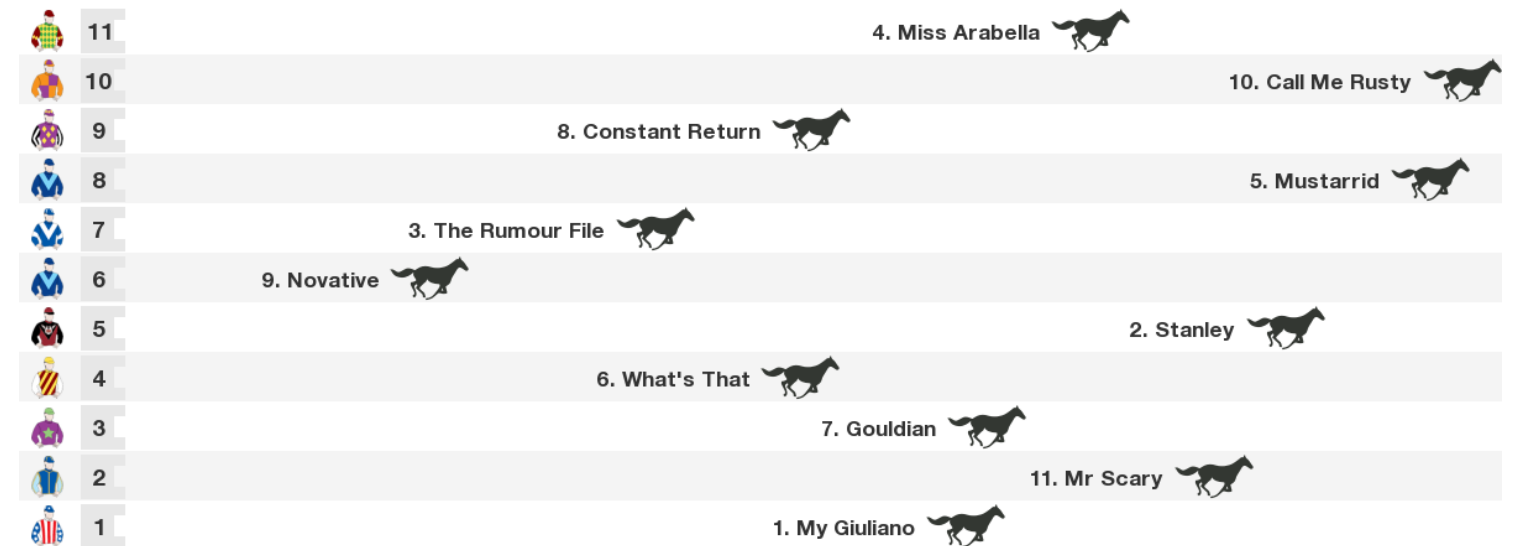 11 4. Miss Arabella
10 10. Call Me Rusty
9 8. Constant Return
8 5. Mustarrid
7 3. The Rumour File
6 9. Novative
5 2. Stanley
4 6. What's That
3 7. Gouldian
2 11. Mr Scary
1 1. My Giuliano